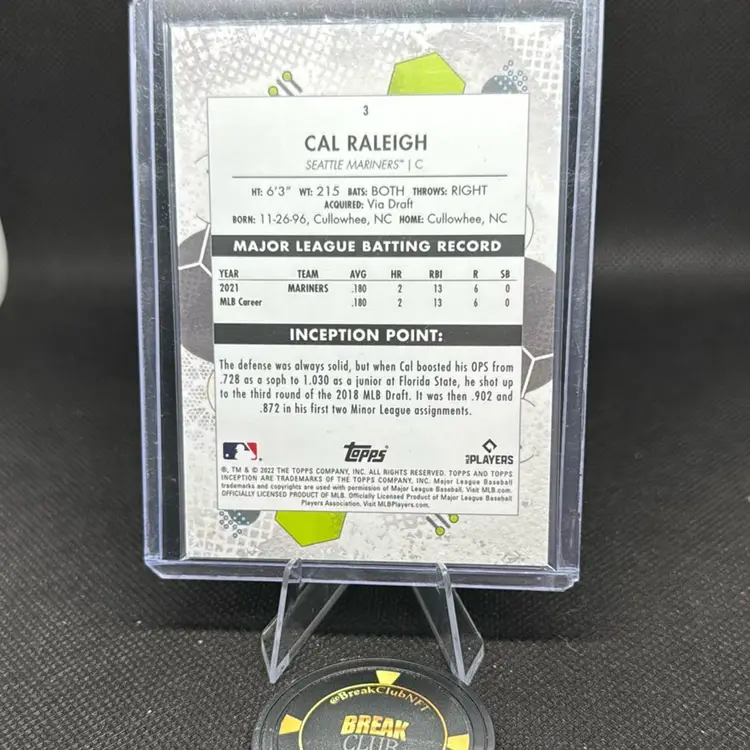 3
CAL RALEIGH
SEATTLE MARINERS™ | C
HT: 6'3" WT: 215 BATS: BOTH THROWS: RIGHT
ACQUIRED: Via Draft
BORN: 11-26-96, Cullowhee, NC HOME: Cullowhee, NC
MAJOR LEAGUE BATTING RECORD
YEAR TEAM AVG HR RBI R SB
2021 MARINERS .180 2 13 6 0
MLB Career .180 2 13 6 0
INCEPTION POINT:
The defense was always solid, but when Cal boosted his OPS from
.728 as a soph to 1.030 as a junior at Florida State, he shot up
to the third round of the 2018 MLB Draft. It was then .902 and
.872 in his first two Minor League assignments.
Topps PLAYERS
®, TM & © 2022 THE TOPPS COMPANY, INC. ALL RIGHTS RESERVED. TOPPS AND TOPPS
INCEPTION ARE TRADEMARKS OF THE TOPPS COMPANY, INC. Major League Baseball
trademarks and copyrights are used with permission of Major League Baseball. Visit MLB.com.
OFFICIALLY LICENSED PRODUCT OF MLB. Officially Licensed Product of Major League Baseball
Players Association. Visit MLBPlayers.com.
@BreakClubNFT
BREAK
CLUB